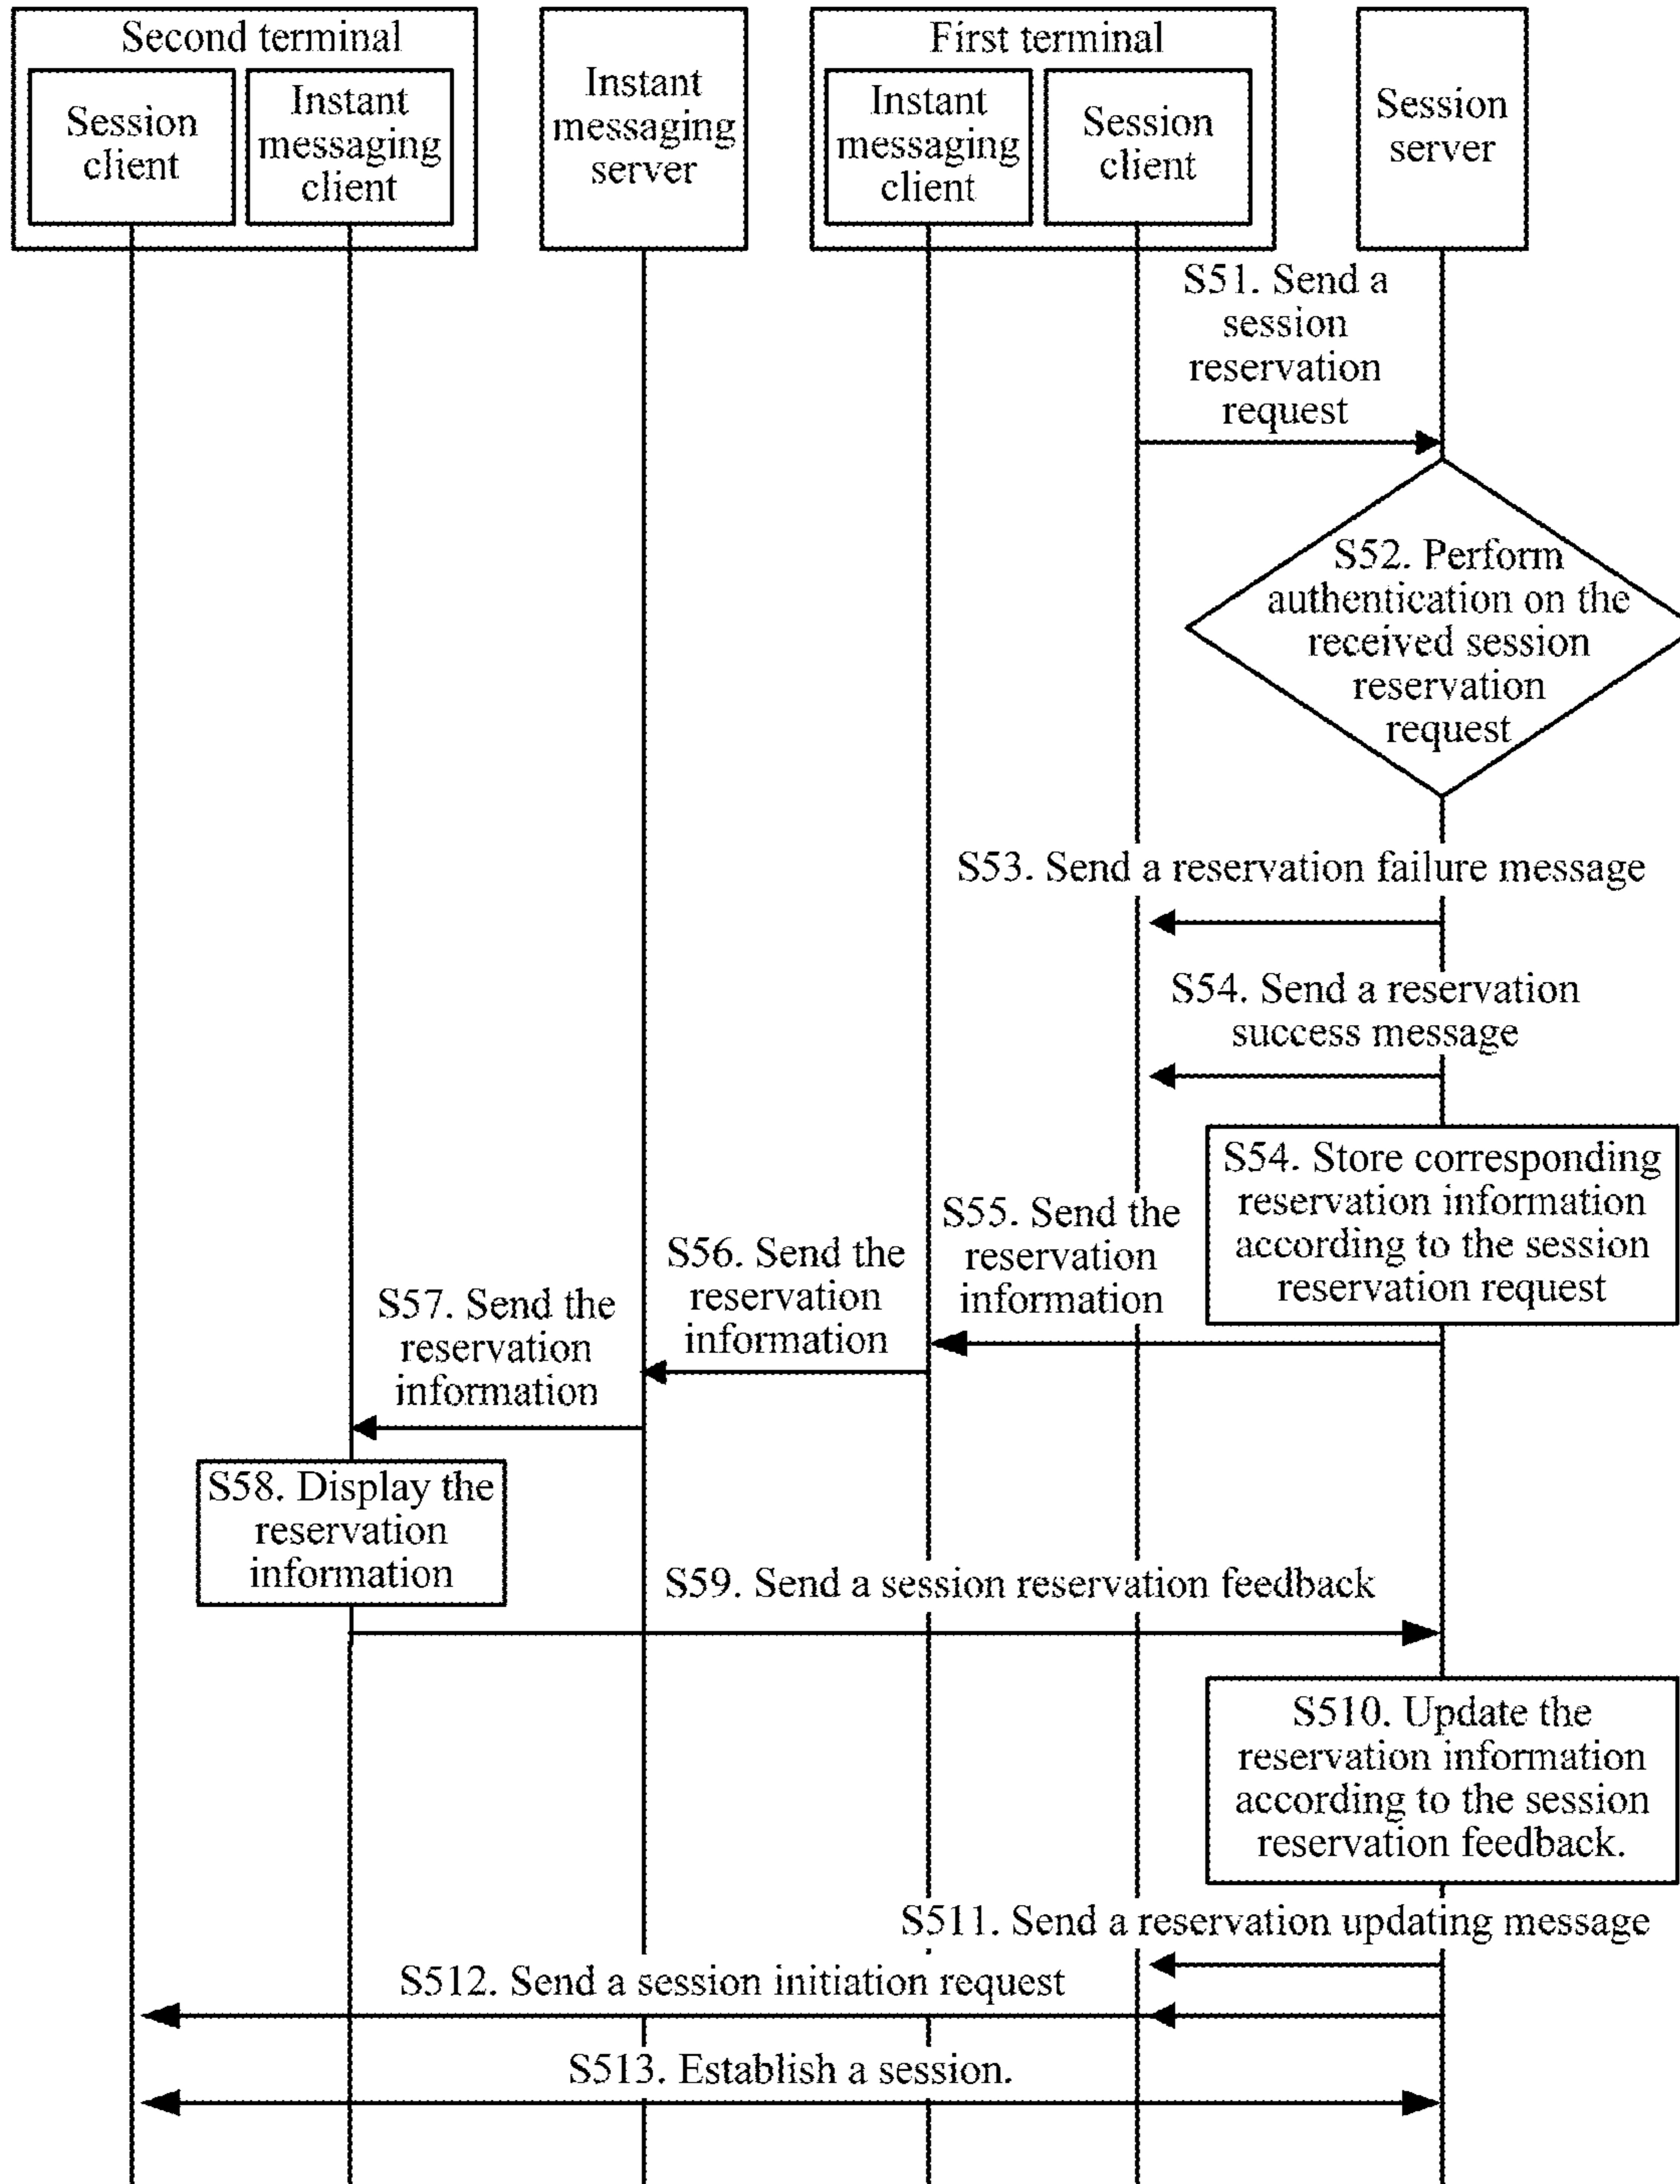 Second terminal
Session
client
Instant
messaging
client
Instant
messaging
server
First terminal
Instant
messaging
client
Session
client
Session
server
S51. Send a
session
reservation
request
S52. Perform
authentication on the
received session
reservation
request
S53. Send a reservation failure message
S54. Send a reservation
success message
S54. Store corresponding
reservation information
according to the session
reservation request
S55. Send the
reservation
information
S56. Send the
reservation
information
S57. Send the
reservation
information
S58. Display the
reservation
information
S59. Send a session reservation feedback
S510. Update the
reservation information
according to the session
reservation feedback.
S511. Send a reservation updating message
S512. Send a session initiation request
S513. Establish a session.